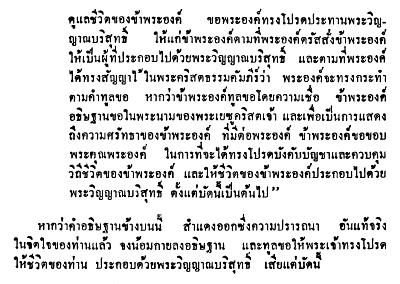 ดูแลชีวิตของข้าพระองค์ ขอพระองค์ทรงโปรดประทานพระวิญ-
ญาณบริสุทธิ์ ให้แก่ข้าพระองค์ตามที่พระองค์ตรัสสั่งข้าพระองค์
ให้เป็นผู้ที่ประกอบไปด้วยพระวิญญาณบริสุทธิ์ และตามที่พระองค์
ได้ทรงสัญญาไว้ในพระคริสตธรรมคัมภีร์ว่า พระองค์จะทรงกระทำ
ตามคำทูลขอ หากว่าข้าพระองค์ทูลขอโดยความเชื่อ ข้าพระองค์
อธิษฐานขอในพระนามของพระเยซูคริสตเจ้า และเพื่อเป็นการแสดง
ถึงความศรัทธาของข้าพระองค์ ที่มีต่อพระองค์ ข้าพระองค์ขอขอบ
พระคุณพระองค์ ในการที่จะได้ทรงโปรดบังคับบัญชาและควบคุม
วิถีชีวิตของข้าพระองค์ และให้ชีวิตของข้าพระองค์ประกอบไปด้วย
พระวิญญาณบริสุทธิ์ ตั้งแต่บัดนี้เป็นต้นไป”
หากว่าคำอธิษฐานข้างบนนี้ สำแดงออกซึ่งความปรารถนา อันแท้จริง
ในจิตใจของท่านแล้ว จงน้อมกายลงอธิษฐาน และทูลขอให้พระเจ้าทรงโปรด
ให้ชีวิตของท่าน ประกอบด้วยพระวิญญาณบริสุทธิ์ เสียแต่บัดนี้